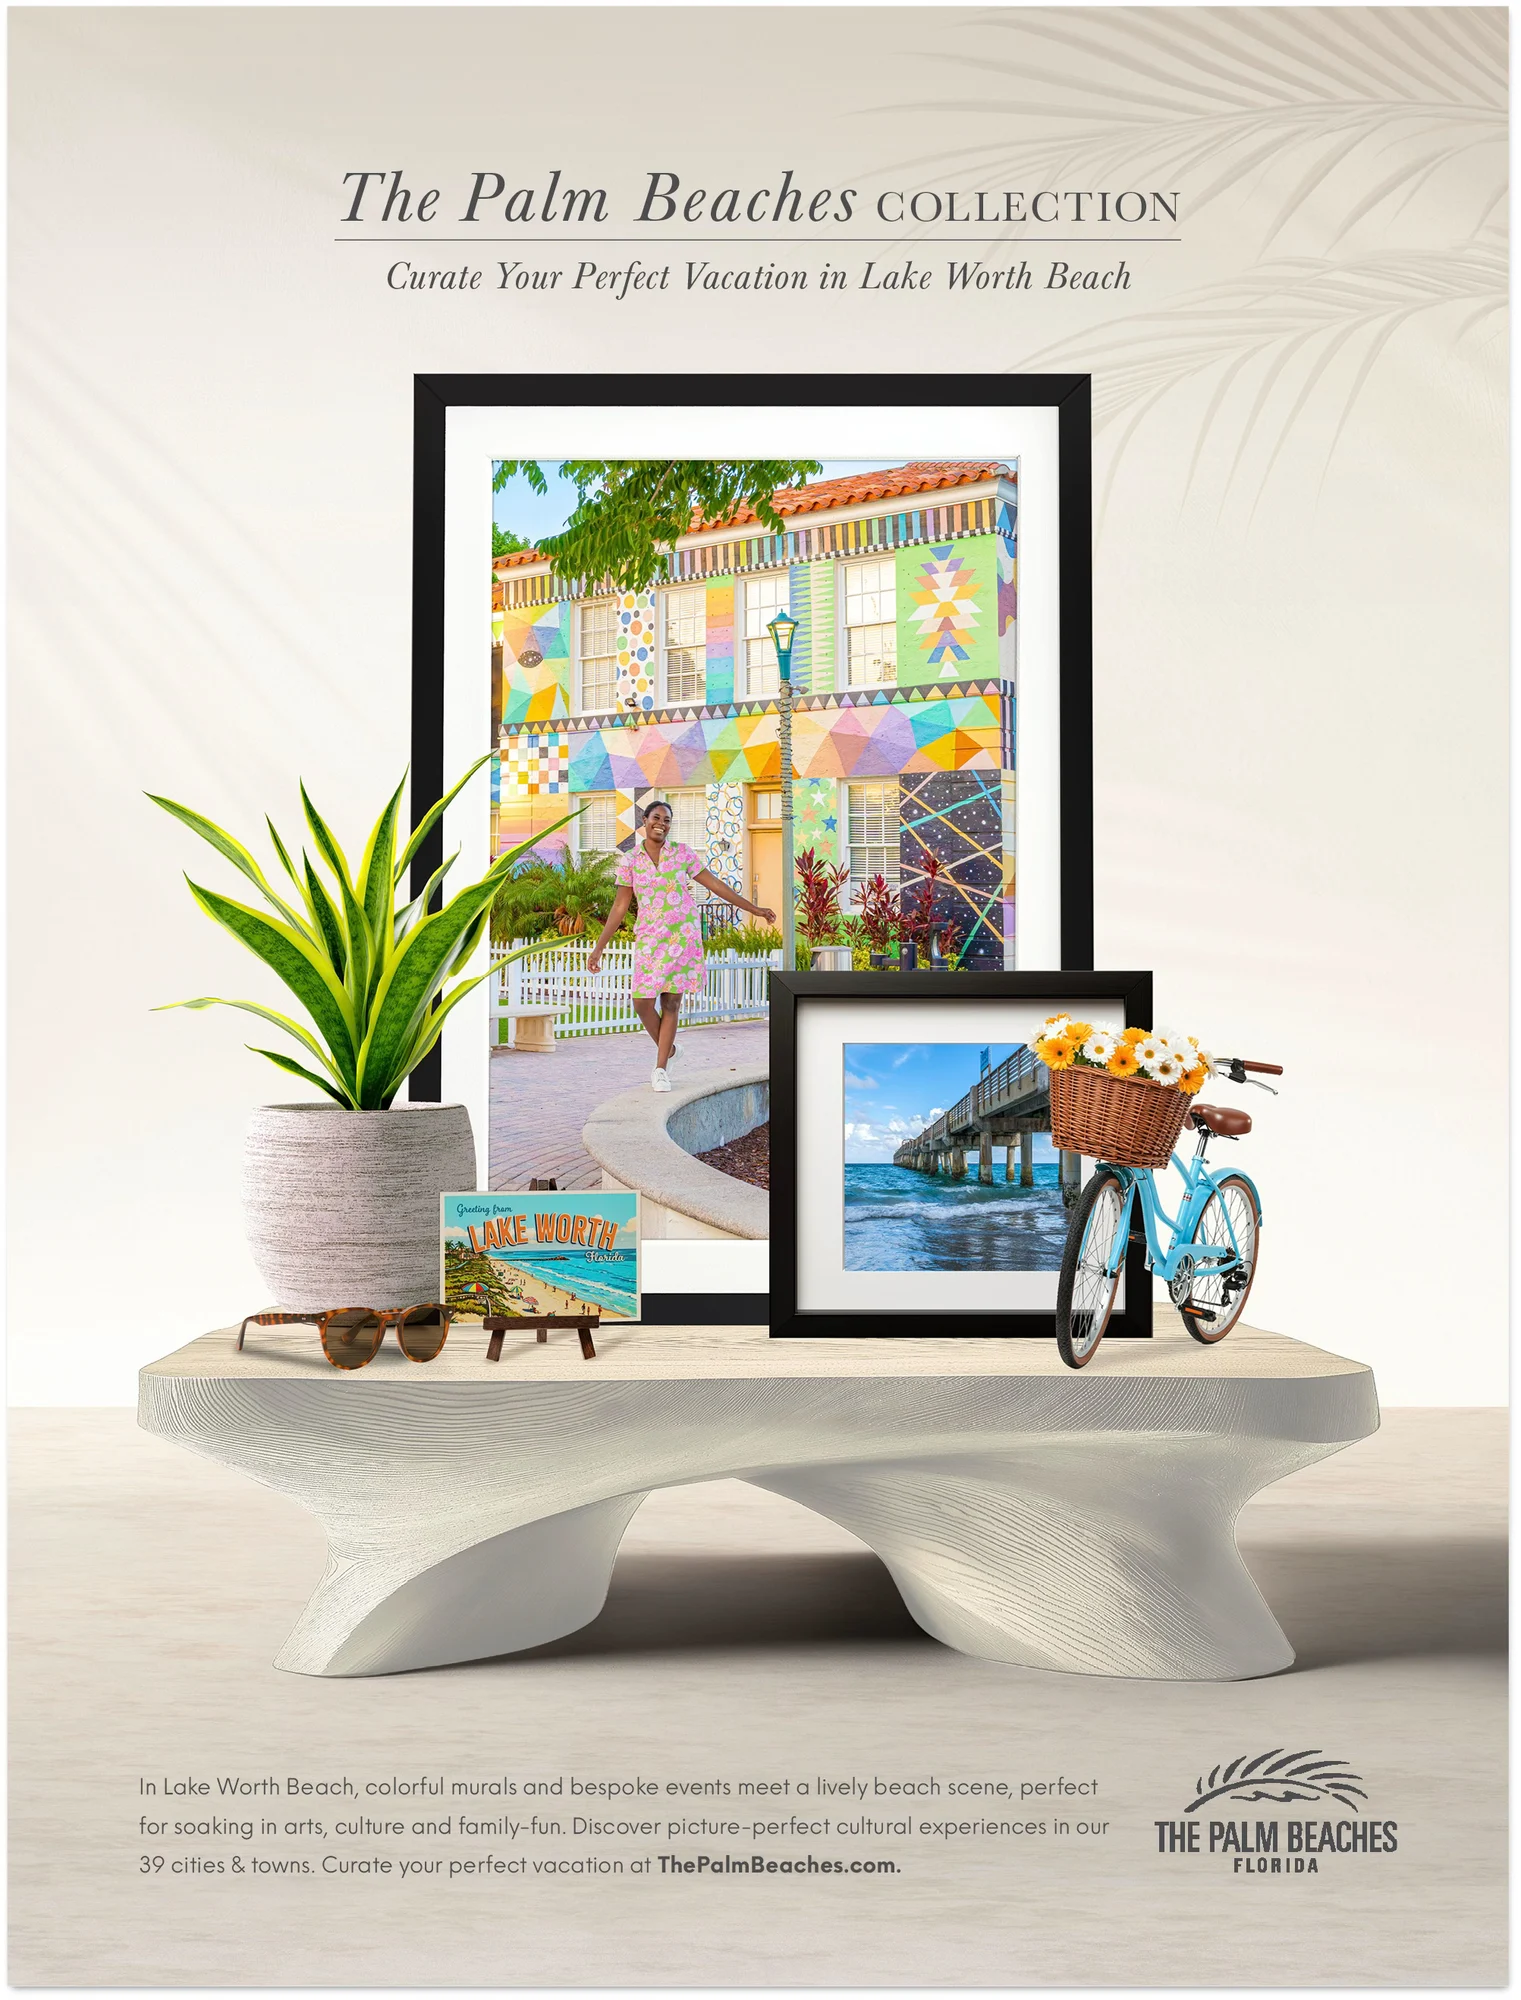 The Palm Beaches COLLECTION
Curate Your Perfect Vacation in Lake Worth Beach
Greeting from
LAKE WORTH
Florida
In Lake Worth Beach, colorful murals and bespoke events meet a lively beach scene, perfect
for soaking in arts, culture and family-fun. Discover picture-perfect cultural experiences in our
39 cities & towns. Curate your perfect vacation at ThePalmBeaches.com.
THE PALM BEACHES
FLORIDA